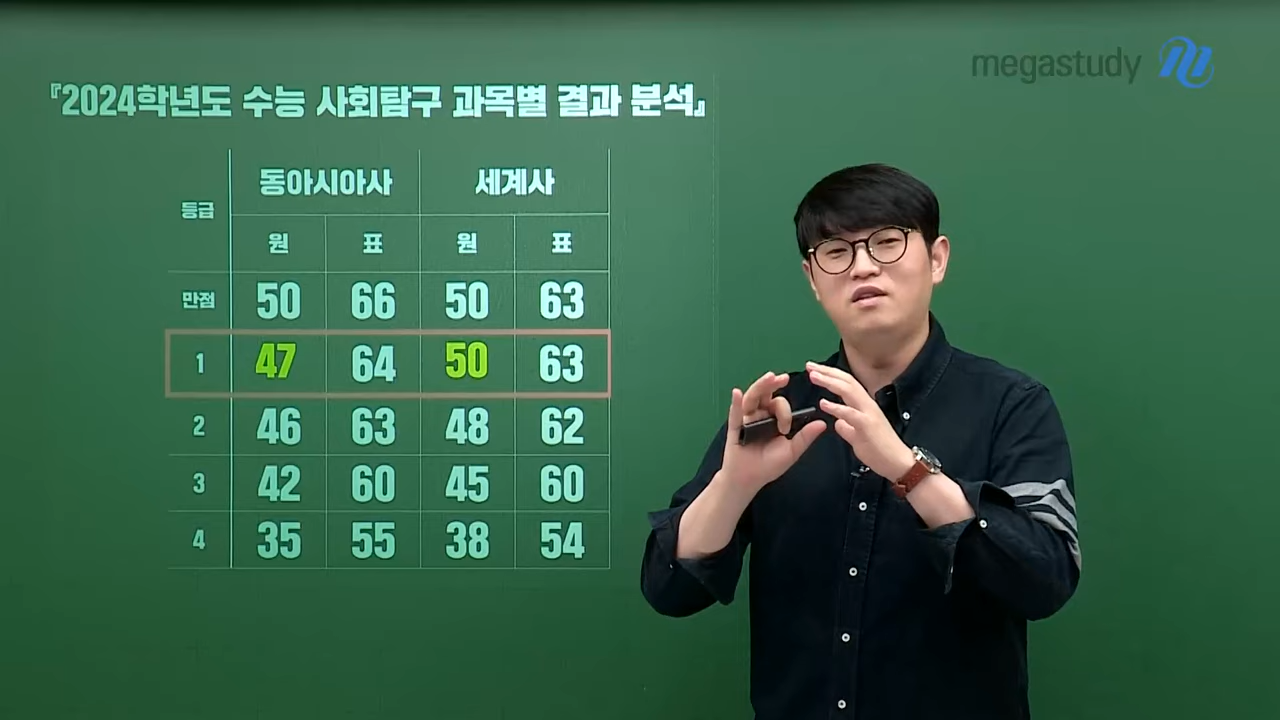 megastudy
『2024학년도 수능 사회탐구 과목별 결과 분석』
등급 동아시아사 세계사
원 표 원 표
만점 50 66 50 63
1 47 64 50 63
2 46 63 48 62
3 42 60 45 60
4 35 55 38 54